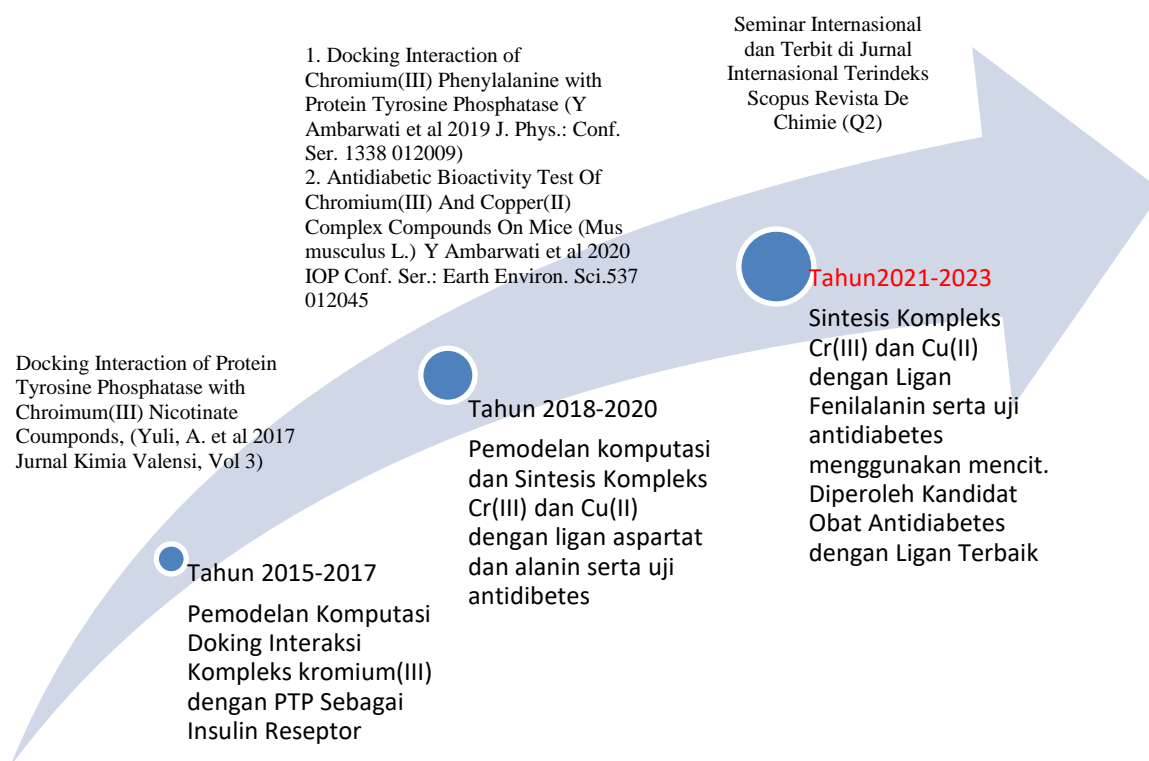 Docking Interaction of Protein
Tyrosine Phosphatase with
Chroimum(III) Nicotinate
Coumponds, (Yuli, A. et al 2017
Jurnal Kimia Valensi, Vol 3)
Tahun 2015-2017
Pemodelan Komputasi
Doking Interaksi
Kompleks kromium(III)
dengan PTP Sebagai
Insulin Reseptor
1. Docking Interaction of
Chromium(III) Phenylalanine with
Protein Tyrosine Phosphatase (Y
Ambarwati et al 2019 J. Phys.: Conf.
Ser. 1338 012009)
2. Antidiabetic Bioactivity Test Of
Chromium(III) And Copper(II)
Complex Compounds On Mice (Mus
musculus L.) Y Ambarwati et al 2020
IOP Conf. Ser.: Earth Environ. Sci.537
012045
Tahun 2018-2020
Pemodelan komputasi
dan Sintesis Kompleks
Cr(III) dan Cu(II)
dengan ligan aspartat
dan alanin serta uji
antidibetes
Seminar Internasional
dan Terbit di Jurnal
Internasional Terindeks
Scopus Revista De
Chimie (Q2)
Tahun2021-2023
Sintesis Kompleks
Cr(III) dan Cu(II)
dengan Ligan
Fenilalanin serta uji
antidiabetes
menggunakan mencit.
Diperoleh Kandidat
Obat Antidiabetes
dengan Ligan Terbaik